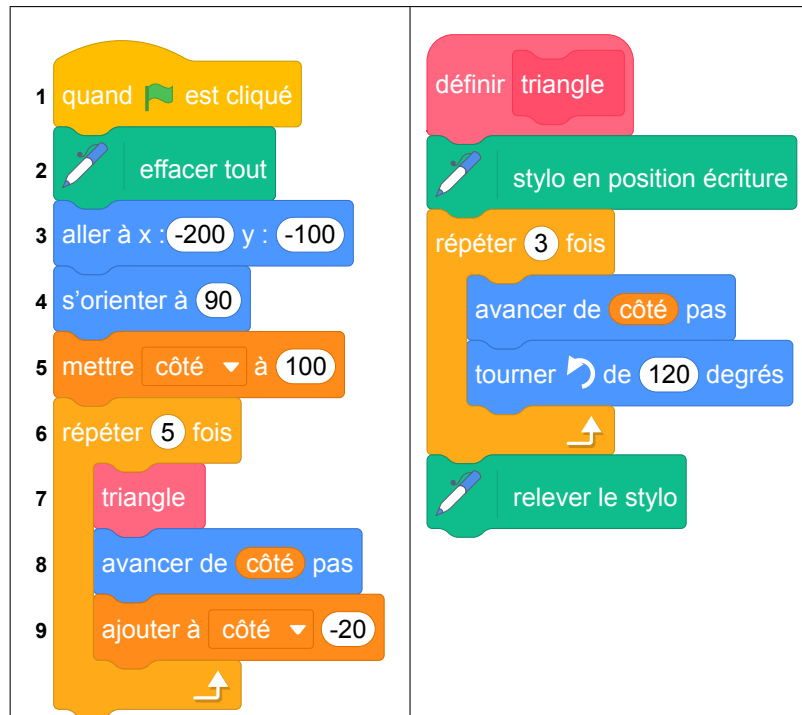 1 quand est cliqué
2 effacer tout
3 aller à x : -200 y : -100
4 s'orienter à 90
5 mettre côté à 100
6 répéter 5 fois
7 triangle
8 avancer de côté pas
9 ajouter à côté -20
définir triangle
stylo en position écriture
répéter 3 fois
avancer de côté pas
tourner de 120 degrés
relever le stylo